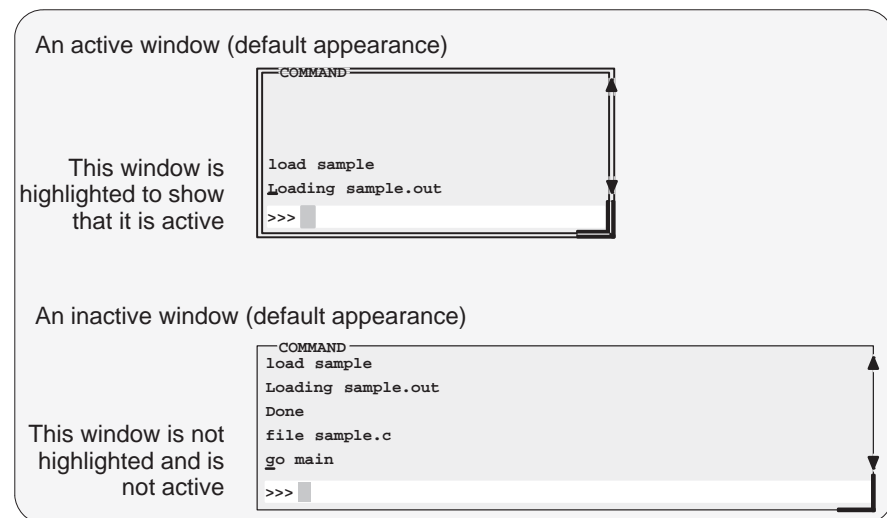 An active window (default appearance)
COMMAND
This window is
highlighted to show
that it is active
load sample
Loading sample.out
>>>
An inactive window (default appearance)
COMMAND
load sample
Loading sample.out
Done
file sample.c
go main
This window is not
highlighted and is
not active
>>>